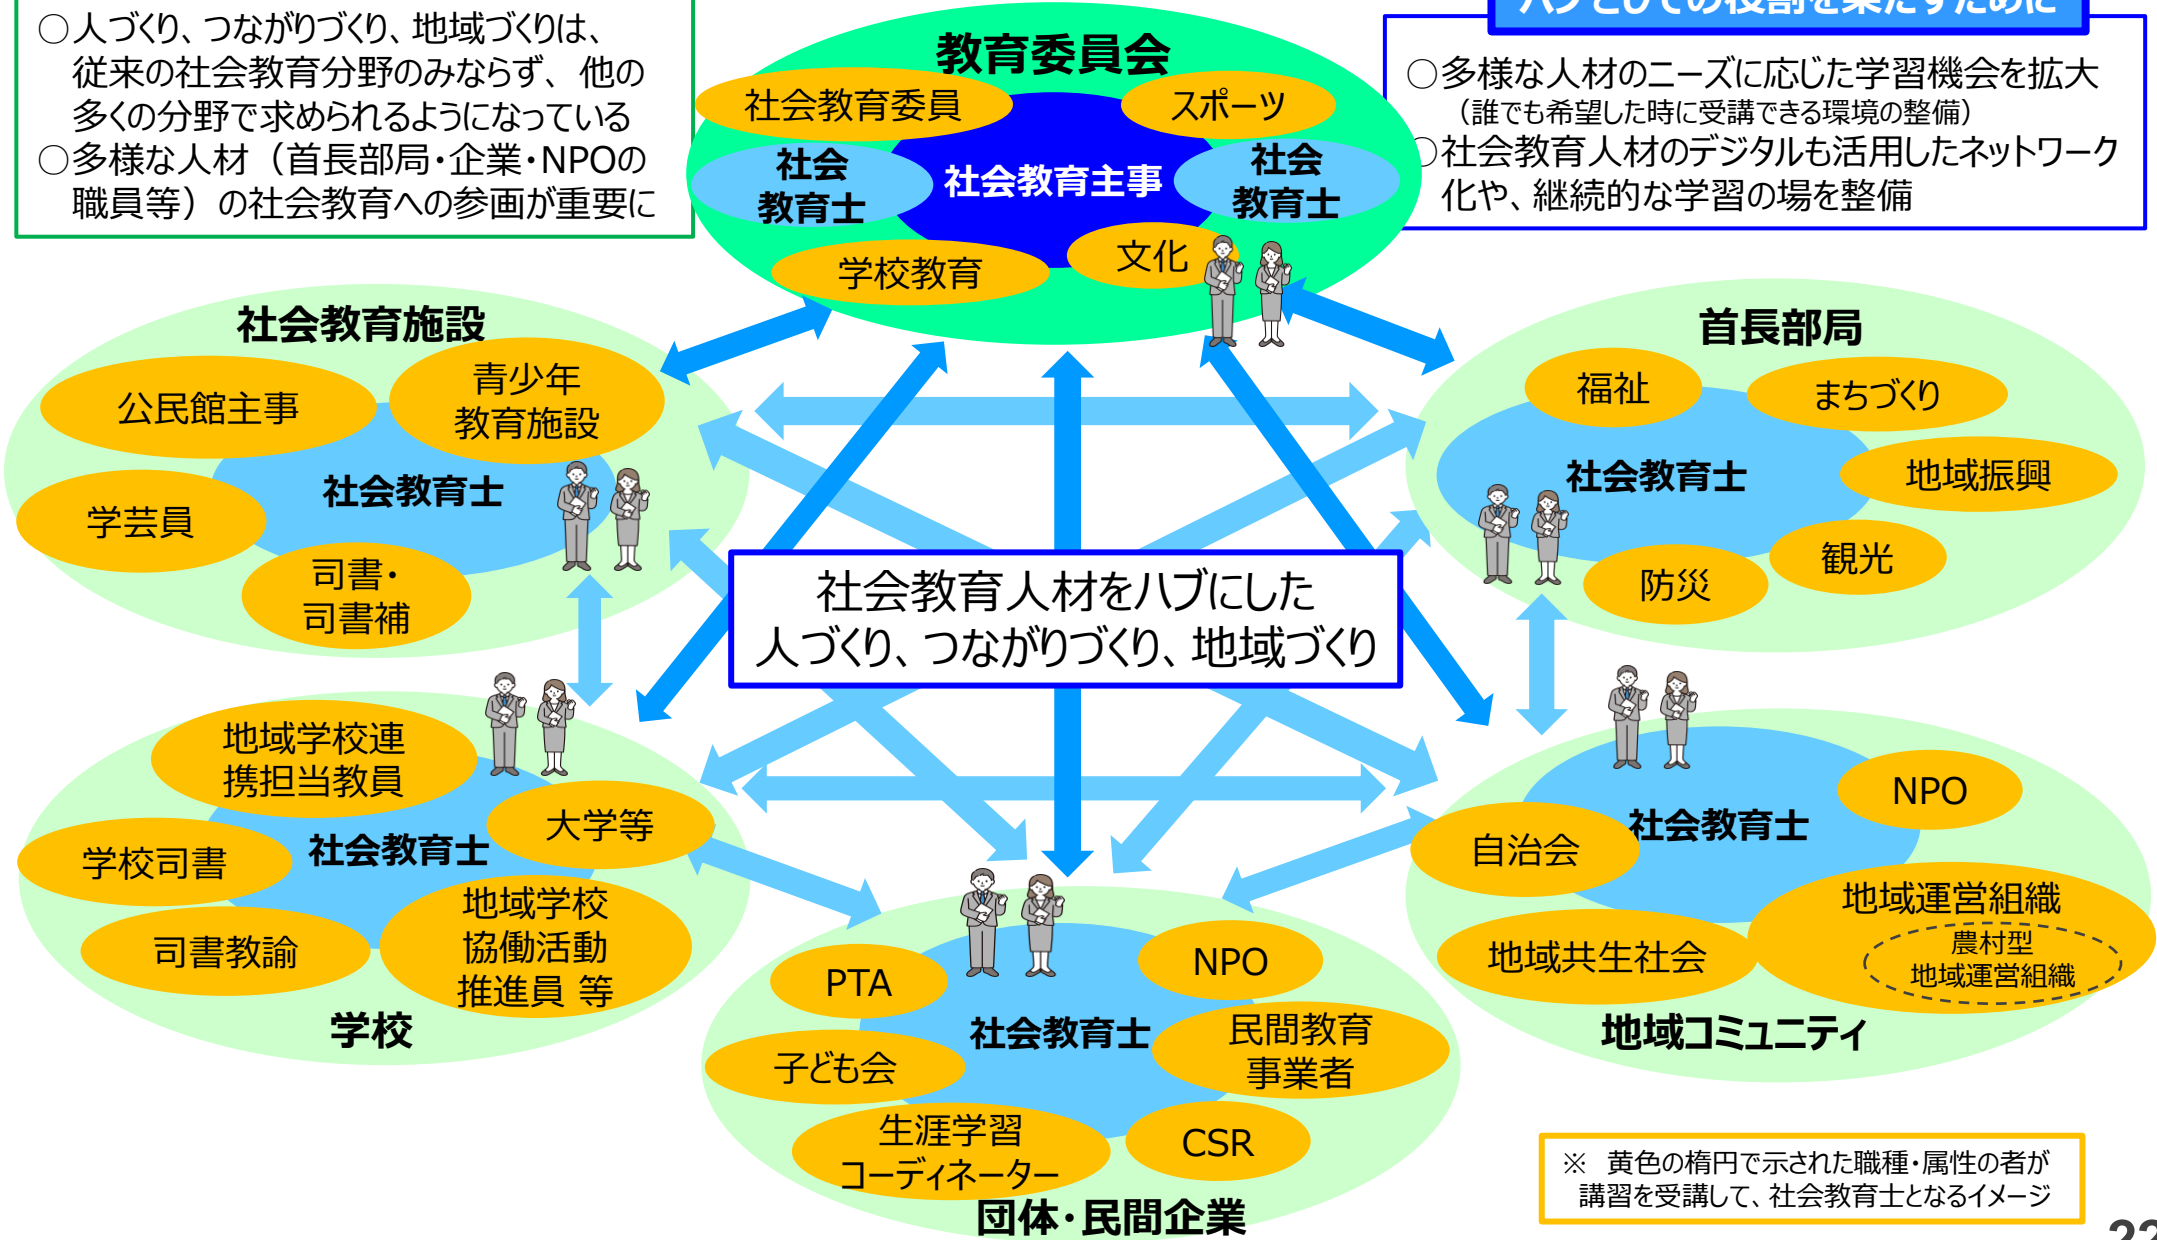 ○人づくり、つながりづくり、地域づくりは、
従来の社会教育分野のみならず、他の
多くの分野で求められるようになっている
○多様な人材（首長部局・企業・NPOの
職員等）の社会教育への参画が重要に
ハブとしての役割を果たすために
○多様な人材のニーズに応じた学習機会を拡大
（誰でも希望した時に受講できる環境の整備）
○社会教育人材のデジタルも活用したネットワーク
化や、継続的な学習の場を整備
教育委員会
社会教育委員
スポーツ
社会
教育士
社会教育主事
社会
教育士
学校教育
文化
社会教育施設
公民館主事
青少年
教育施設
社会教育士
学芸員
司書・
司書補
首長部局
福祉
まちづくり
社会教育士
地域振興
観光
防災
社会教育人材をハブにした
人づくり、つながりづくり、地域づくり
地域学校連
携担当教員
大学等
社会教育士
学校司書
司書教諭
地域学校
協働活動
推進員 等
学校
PTA
NPO
社会教育士
子ども会
民間教育
事業者
生涯学習
コーディネーター
CSR
団体・民間企業
NPO
社会教育士
自治会
地域運営組織
農村型
地域運営組織
地域共生社会
地域コミュニティ
※ 黄色の楕円で示された職種・属性の者が
講習を受講して、社会教育士となるイメージ
22